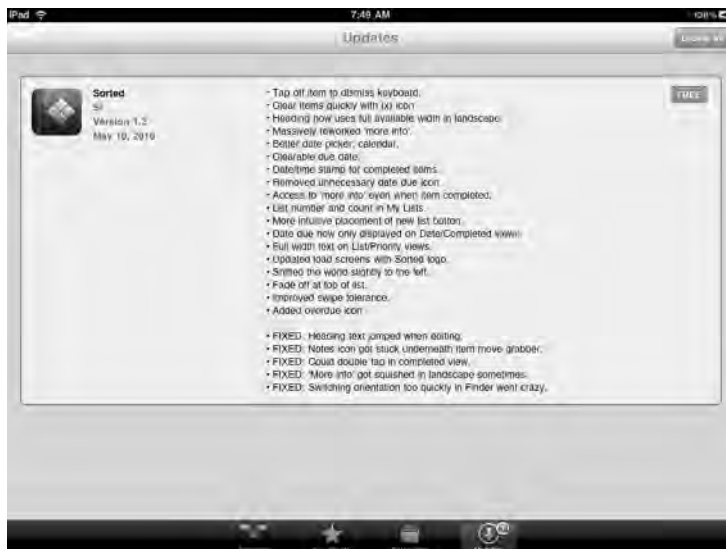 iPad
7:49 AM
100%
Updates
Update All
Sorted
Version 1.2
May 10, 2010
FREE
• Tap off item to dismiss keyboard.
• Clear items quickly with (x) icon
• Heading now uses full available width in landscape.
• Massively reworked 'more info'.
• Better date picker, calendar.
• Clearable due date.
• Date/time stamp for completed items.
• Removed unnecessary date due icon
• Access to 'more info' even when item completed.
• List number and count in My Lists
• More intuitive placement of new list button.
• Date due now only displayed on Date/Completed views
• Full width text on List/Priority views.
• Updated load screens with Sorted logo.
• Shifted the world slightly to the left.
• Fade off at top of list.
• Improved swipe tolerance.
• Added overdue icon
• FIXED: Heading text jumped when editing.
• FIXED: Notes icon got stuck underneath item move grabber.
• FIXED: Could double tap in completed view.
• FIXED: 'More info' got squished in landscape sometimes.
• FIXED: Switching orientation too quickly in Finder went crazy.